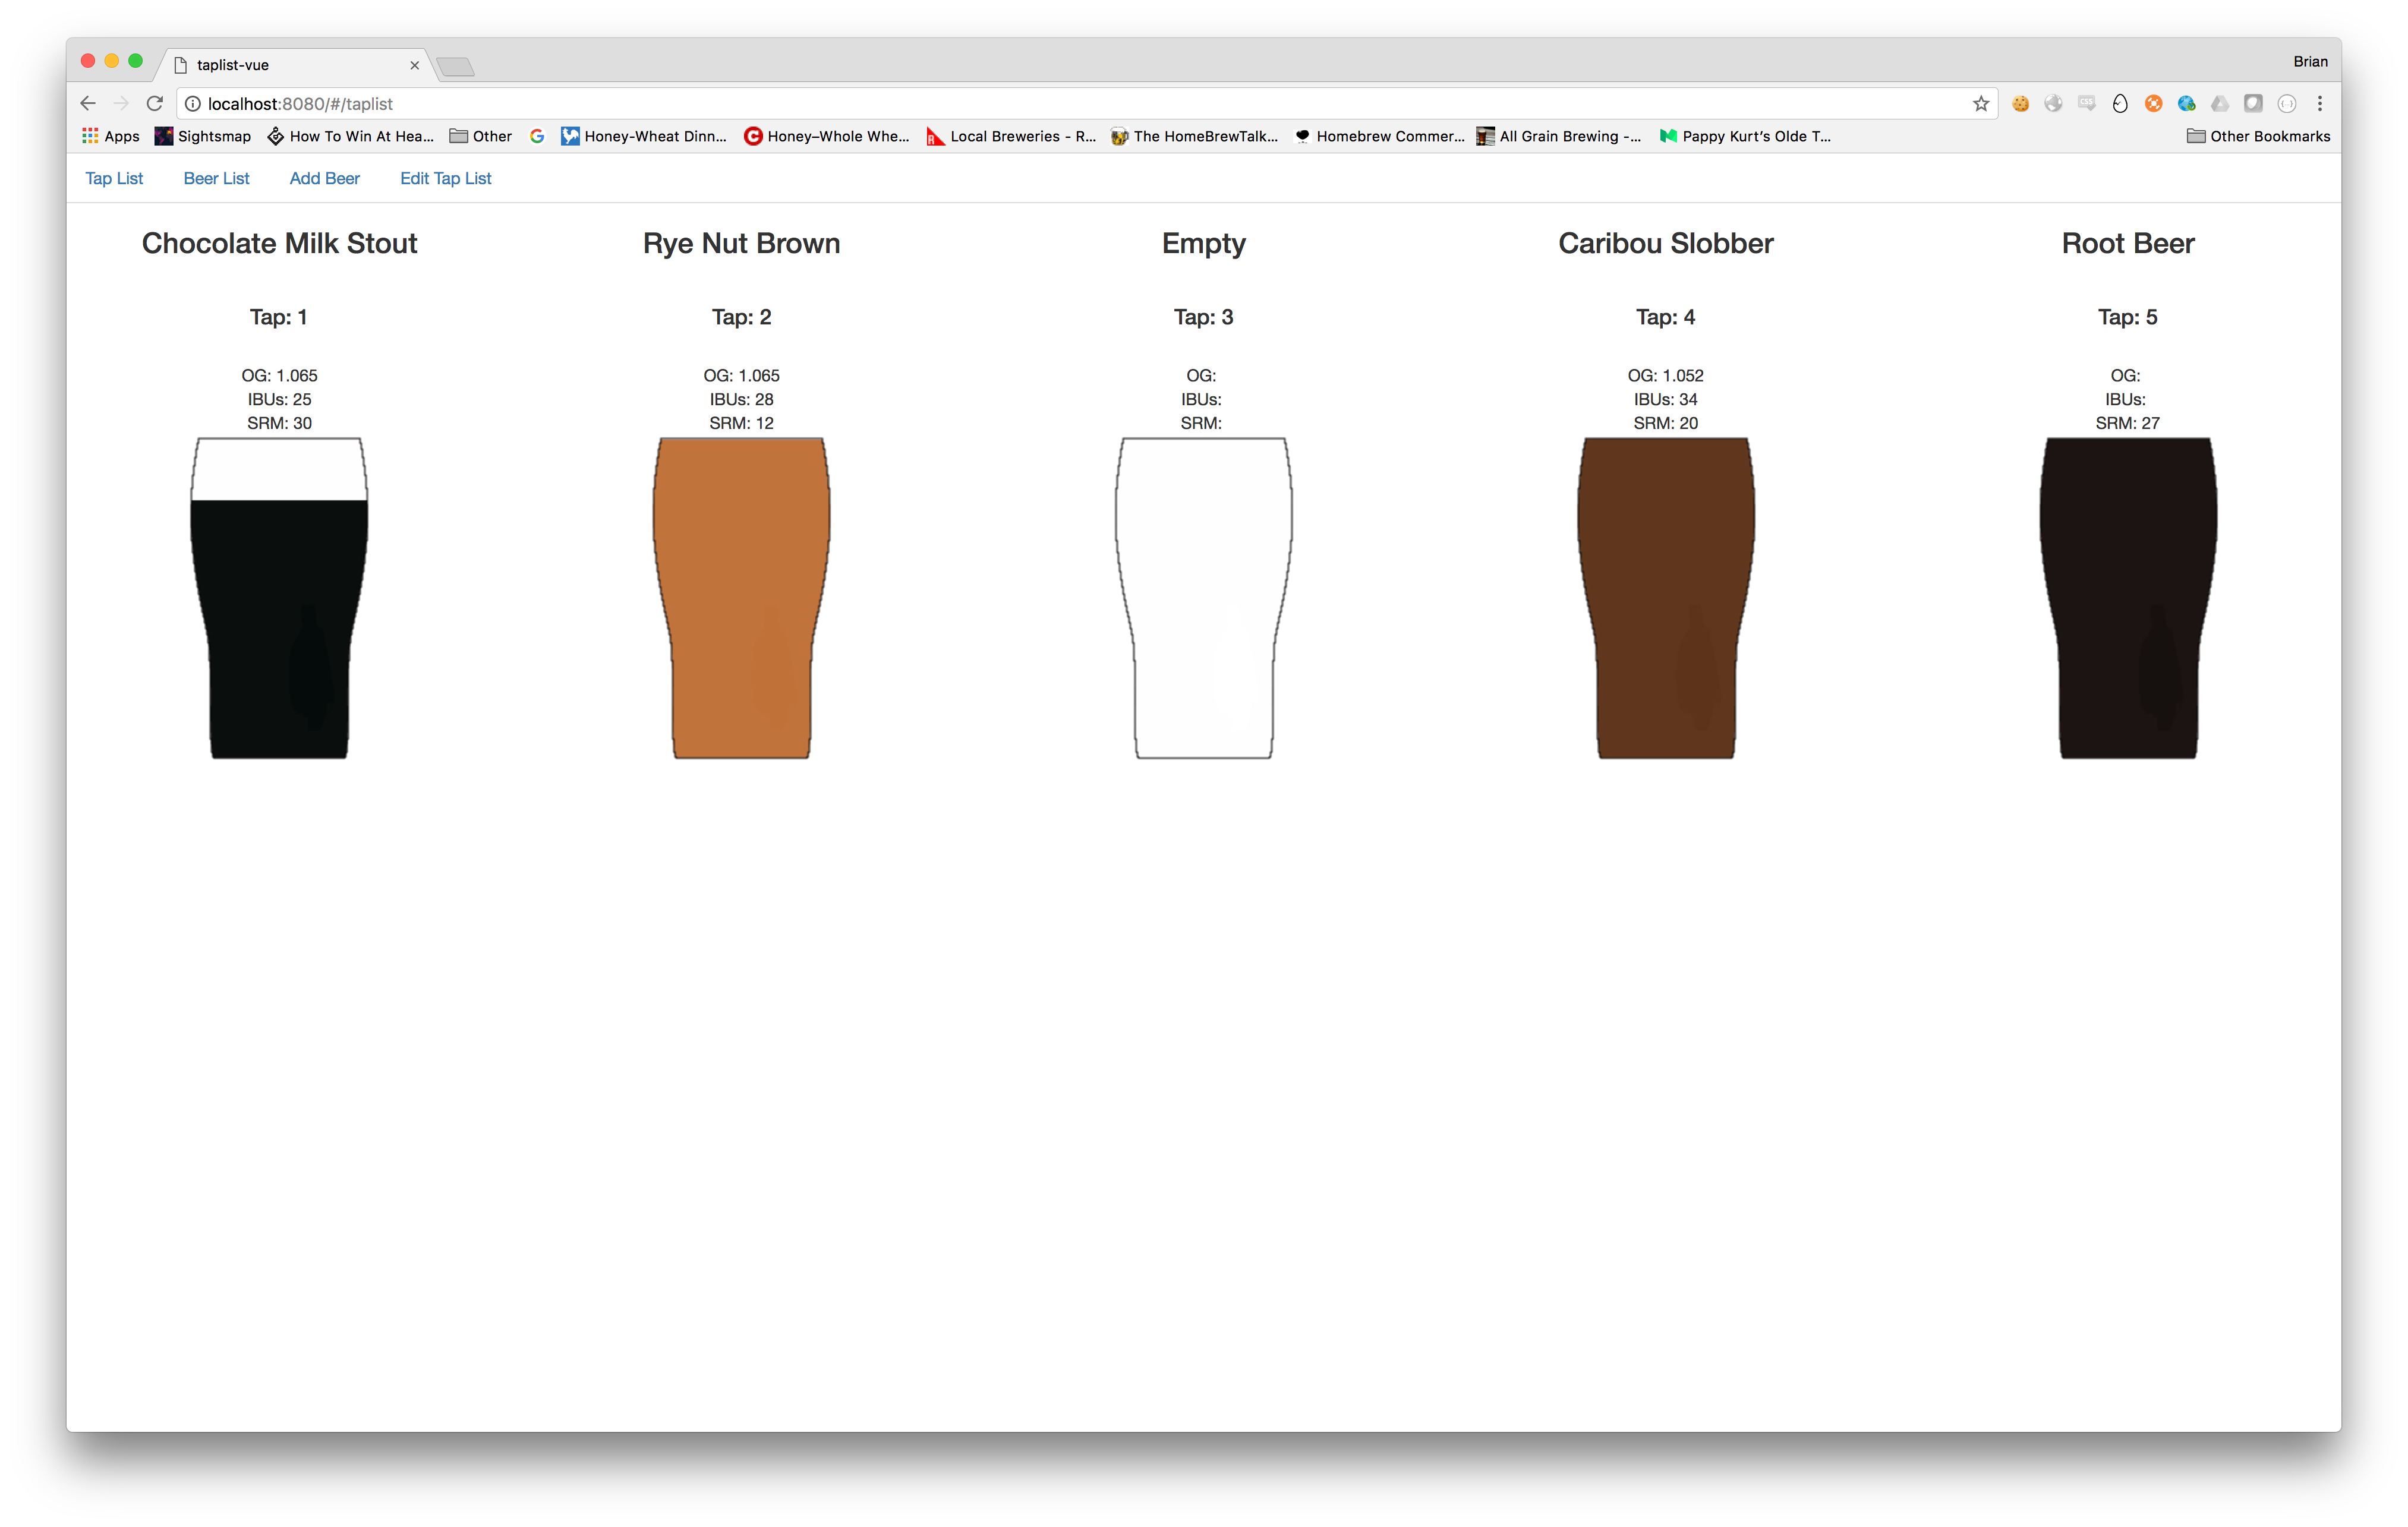 taplist-vue
Brian
localhost:8080/#/taplist
Apps Sightsmap How To Win At Hea... Other Honey-Wheat Dinn... Honey–Whole Whe... Local Breweries - R... The HomeBrewTalk... Homebrew Commer... All Grain Brewing -... Pappy Kurt's Olde T... Other Bookmarks
Tap List Beer List Add Beer Edit Tap List
Chocolate Milk Stout
Tap: 1
OG: 1.065
IBUs: 25
SRM: 30
Rye Nut Brown
Tap: 2
OG: 1.065
IBUs: 28
SRM: 12
Empty
Tap: 3
OG:
IBUs:
SRM:
Caribou Slobber
Tap: 4
OG: 1.052
IBUs: 34
SRM: 20
Root Beer
Tap: 5
OG:
IBUs:
SRM: 27